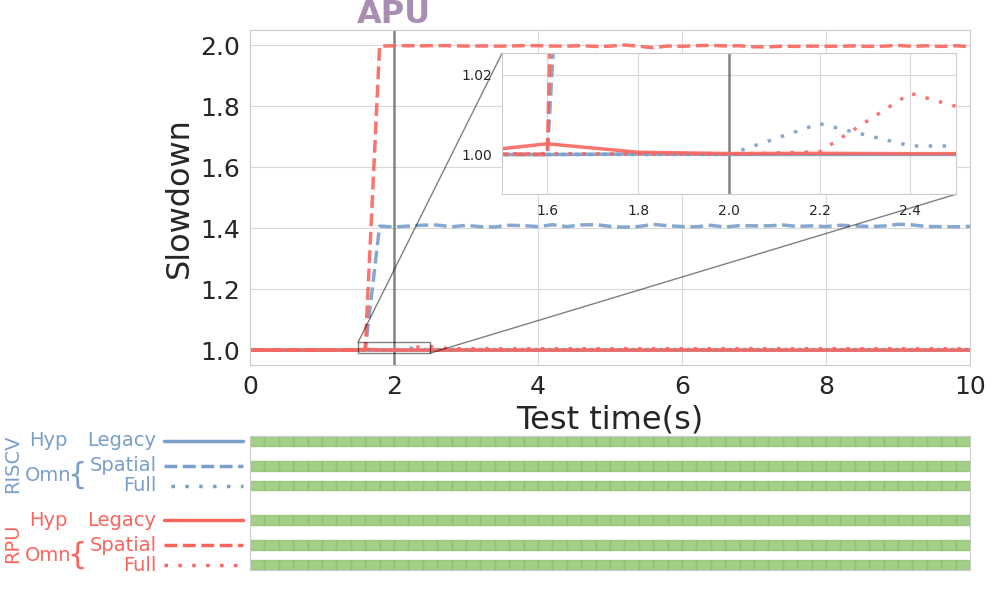 APU
2.0
1.8
1.6
1.4
1.2
1.0
Slowdown
1.02
1.00
1.6 1.8 2.0 2.2 2.4
0 2 4 6 8 10
Test time(s)
RISCV
Hyp Legacy
Omn{ Spatial
Full
RPU
Hyp Legacy
Omn{ Spatial
Full